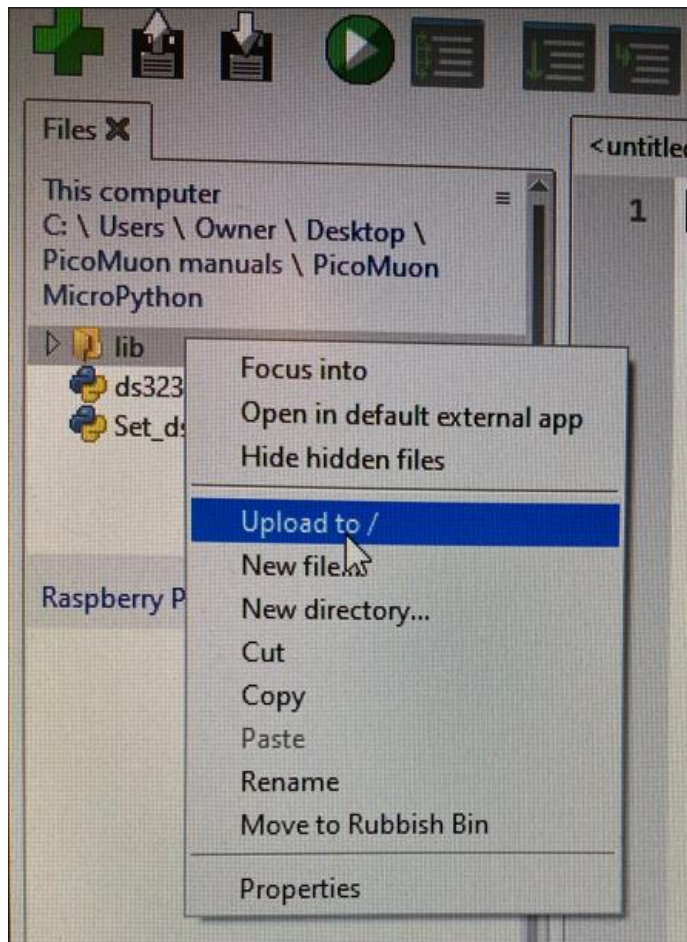 Files
<untitled
This computer
C: \ Users \ Owner \ Desktop \
PicoMuon manuals \ PicoMuon
MicroPython
1
lib
ds323
Set_ds
Raspberry P
Focus into
Open in default external app
Hide hidden files
Upload to /
New file...
New directory...
Cut
Copy
Paste
Rename
Move to Rubbish Bin
Properties